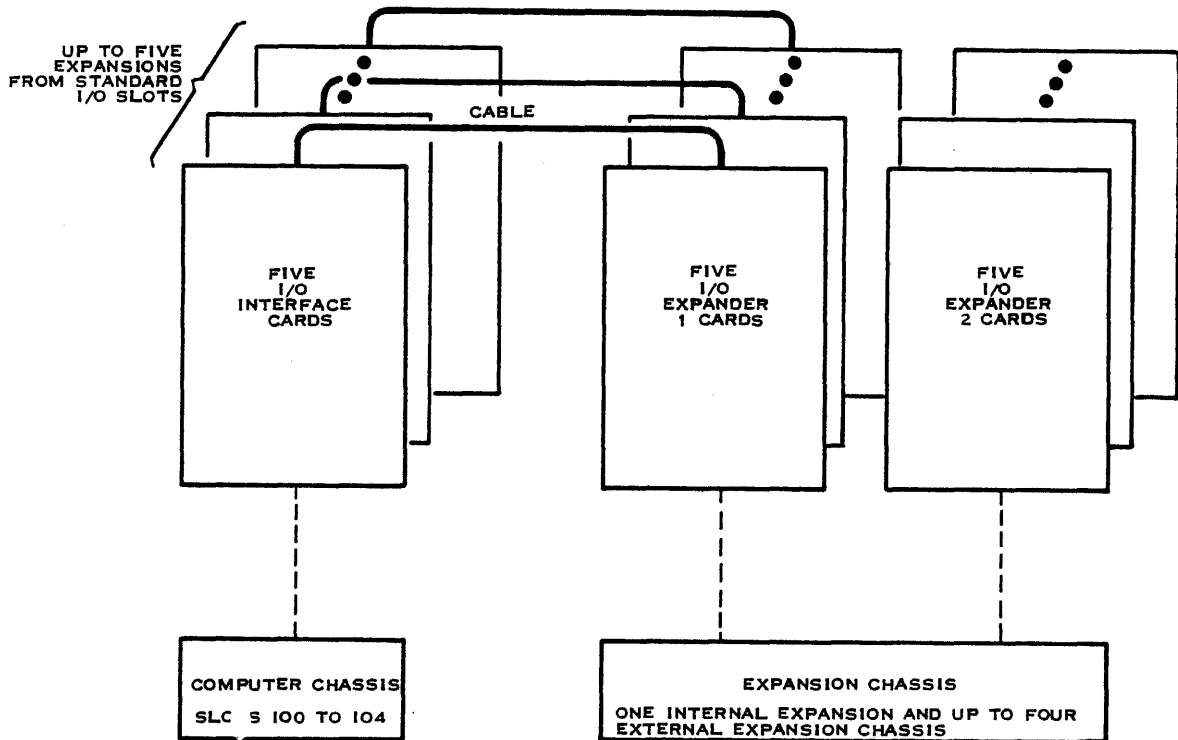 UP TO FIVE
EXPANSIONS
FROM STANDARD
I/O SLOTS
CABLE
FIVE
I/O
INTERFACE
CARDS
FIVE
I/O
EXPANDER
1 CARDS
FIVE
I/O
EXPANDER
2 CARDS
COMPUTER CHASSIS
100 TO 104
EXPANSION CHASSIS
ONE INTERNAL EXPANSION AND UP TO FOUR
EXTERNAL EXPANSION CHASSIS